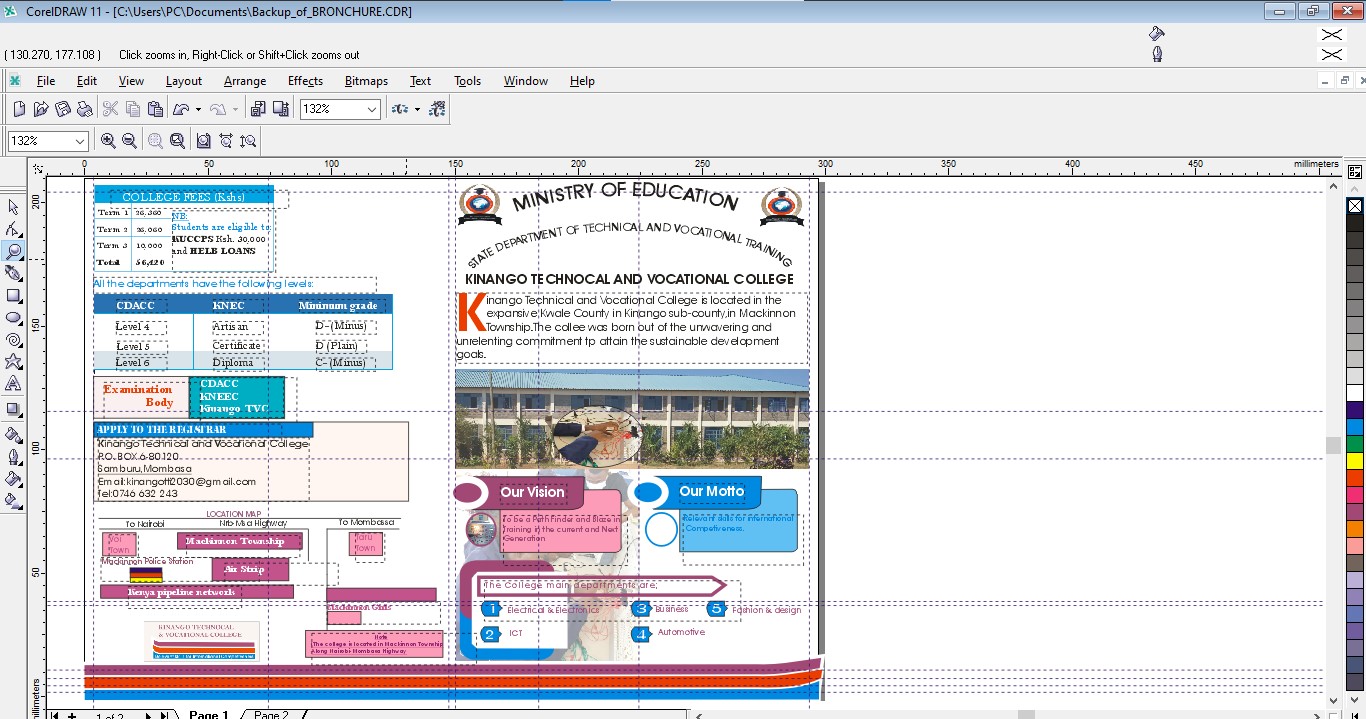 CorelDRAW 11 - [C:\Users\PC\Documents\Backup_of_BRONCHURE.CDR]
( 130.270, 177.108 ) Click zooms in, Right-Click or Shift+Click zooms out
File Edit View Layout Arrange Effects Bitmaps Text Tools Window Help
132%
132%
0 50 100 150 200 250 300 350 400 450 millimeters
200
150
100
50
millimeters
COLLEGE FEES (Kshs)
Term 1 26,360
Term 2 26,060
Term 3 10,000
Total 56,420
NB:
Students are eligible to
KUCCPS Ksh. 30,000
and HELB LOANS
All the departments have the following levels:
CDACC KNEC Minimum grade
Level 4 Artisan D-(Minus)
Level 5 Certificate D (Plain)
Level 6 Diploma C-(Minus)
Examination
Body
CDACC
KNEEC
Kinango TVC
APPLY TO THE REGISTRAR
Kinango Technical and Vocational College
P.O. BOX 6-80120
Samburu,Mombasa
Email:kinangotti2030@gmail.com
Tel:0746 632 243
LOCATION MAP
To Nairobi Nrb-Msa Highway To Mombassa
Voi
Town
Mackinnon Township
Taru
Town
Mackinnon Police Station
Air Strip
Kenya pipeline networks
Mackinnon Girls
KINANGO TECHNOCAL
& VOCATIONAL COLLEGE
Note
The college is located in Mackinnon Township
Along Nairobi-Mombasa Highway
MINISTRY OF EDUCATION
STATE DEPARTMENT OF TECHNICAL AND VOCATIONAL TRAINING
KINANGO TECHNOCAL AND VOCATIONAL COLLEGE
Kinango Technical and Vocational College is located in the
expansive;Kwale County in Kinango sub-county,in Mackinnon
Township.The collee was born out of the unwavering and
unrelenting commitment tp attain the sustainable development
goals.
Our Vision
To be a Path Finder and Blaze in
Training in the current and Next
Generation
Our Motto
Relevant skills for international
Competiveness.
The College main departments are;
1 Electrical & Electronics
3 Business
5 Fashion & design
2 ICT
4 Automotive
1 of 2 Page 1 Page 2